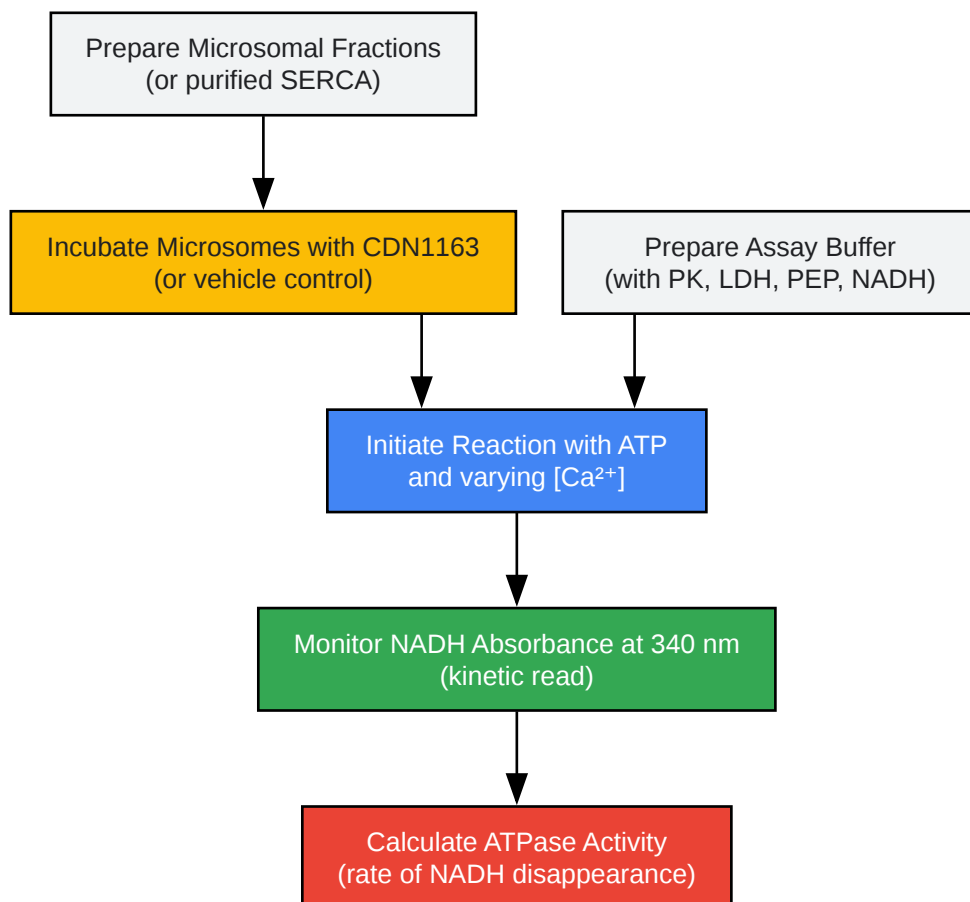 Prepare Microsomal Fractions
(or purified SERCA)
Incubate Microsomes with CDN1163
(or vehicle control)
Prepare Assay Buffer
(with PK, LDH, PEP, NADH)
Initiate Reaction with ATP
and varying [Ca²⁺]
Monitor NADH Absorbance at 340 nm
(kinetic read)
Calculate ATPase Activity
(rate of NADH disappearance)